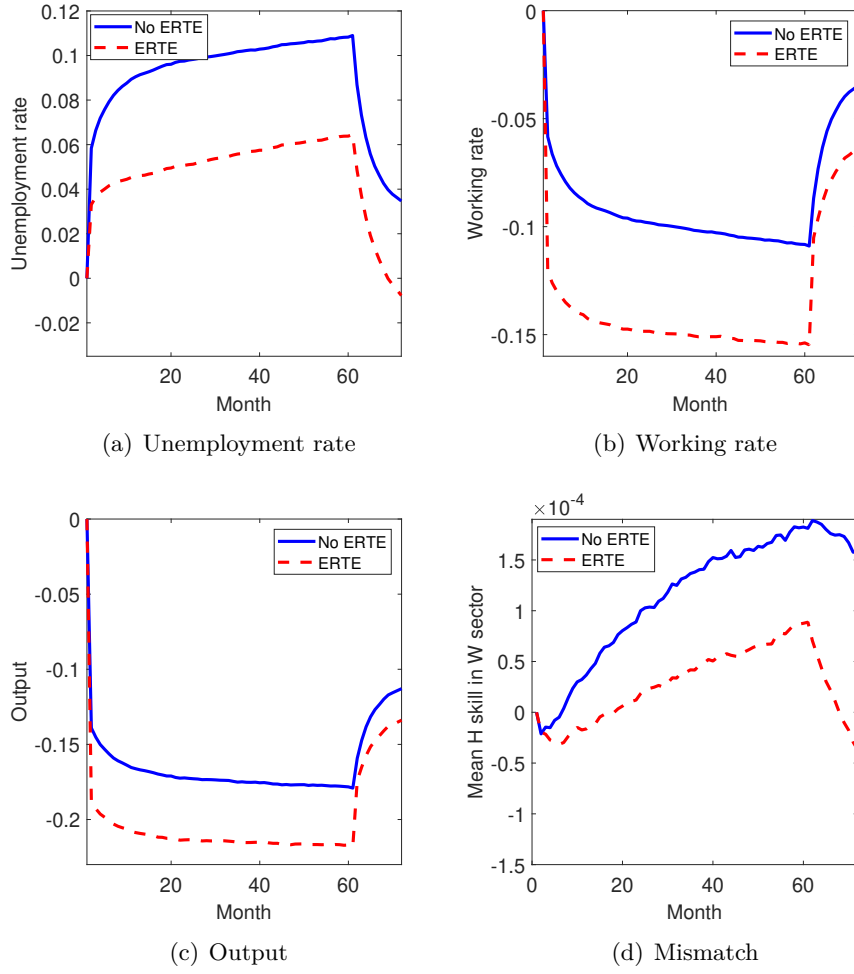 No ERTE
ERTE
0.12
0.1
0.08
0.06
0.04
0.02
0
-0.02
20
40
60
Unemployment rate
Month
(a) Unemployment rate
No ERTE
ERTE
0
-0.05
-0.1
-0.15
20
40
60
Working rate
Month
(b) Working rate
No ERTE
ERTE
0
-0.05
-0.1
-0.15
-0.2
20
40
60
Output
Month
(c) Output
×10⁻⁴
No ERTE
ERTE
1.5
1
0.5
0
-0.5
-1
-1.5
0
20
40
60
Mean H skill in W sector
Month
(d) Mismatch